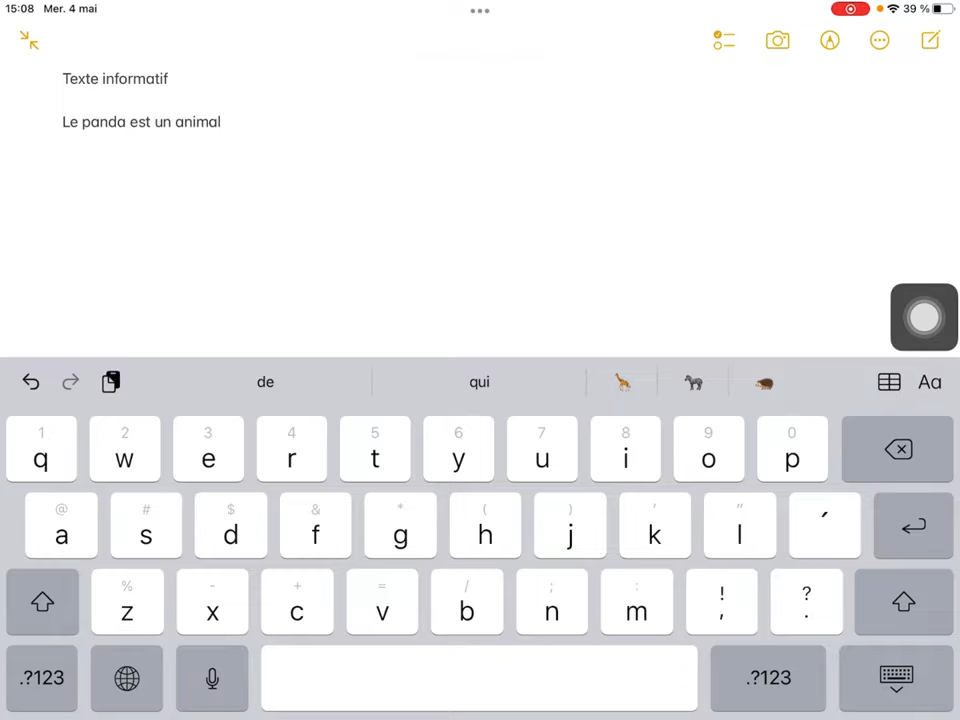 15:08 Mer. 4 mai 39 %
Texte informatif
Le panda est un animal
de qui Aa
1 2 3 4 5 6 7 8 9 0
q w e r t y u i o p
@ # $ & * ( ) ' "
a s d f g h j k l ´
% - + = / ; : ! ?
z x c v b n m , .
.?123 .?123